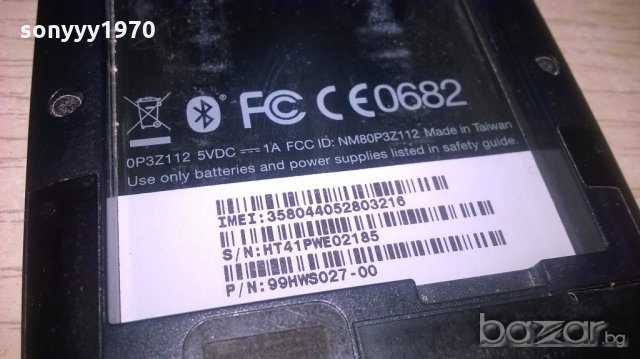 sonyyy1970
FC CE0682
0P3Z112 5VDC ⎓ 1A FCC ID: NM80P3Z112 Made in Taiwan
Use only batteries and power supplies listed in safety guide.
IMEI:358044052803216
S/N:HT41PWE02185
P/N:99HWS027-00
bazar.bg